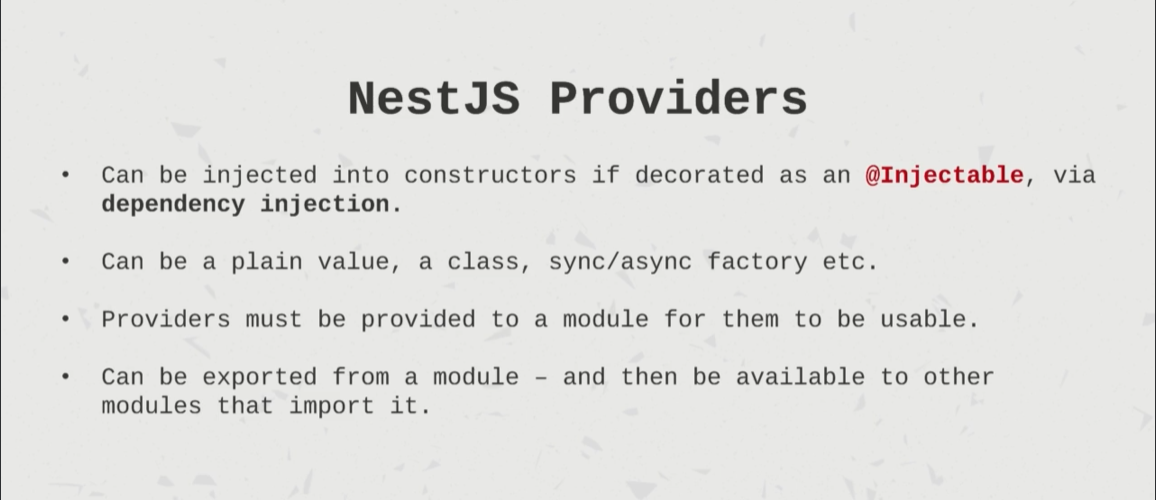 NestJS Providers
• Can be injected into constructors if decorated as an @Injectable, via
dependency injection.
• Can be a plain value, a class, sync/async factory etc.
• Providers must be provided to a module for them to be usable.
• Can be exported from a module – and then be available to other
modules that import it.